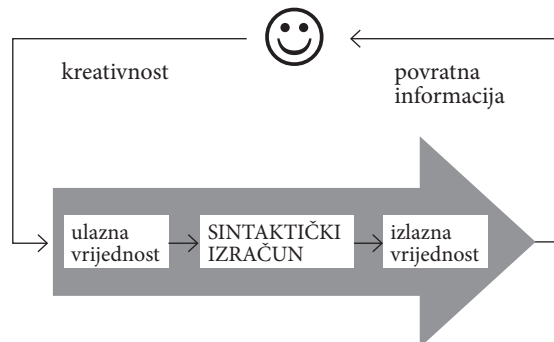 kreativnost
povratna
informacija
ulazna
vrijednost
SINTAKTIČKI
IZRAČUN
izlazna
vrijednost